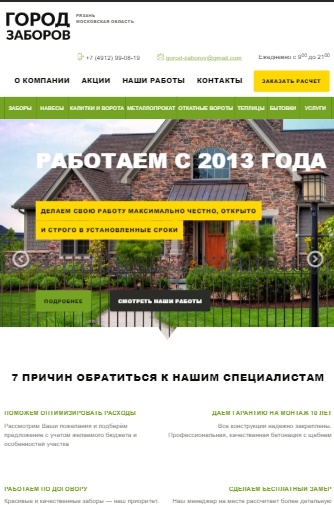 ГОРОД
ЗАБОРОВ
РЯЗАНЬ
МОСКОВСКАЯ ОБЛАСТЬ
+7 (4912) 99-08-19
gorod-zaborov@gmail.com
Ежедневно с 9⁰⁰ до 21⁰⁰
О КОМПАНИИ АКЦИИ НАШИ РАБОТЫ КОНТАКТЫ ЗАКАЗАТЬ РАСЧЕТ
ЗАБОРЫ НАВЕСЫ КАЛИТКИ И ВОРОТА МЕТАЛЛОПРОКАТ ОТКАТНЫЕ ВОРОТЫ ТЕПЛИЦЫ БЫТОВКИ УСЛУГИ
РАБОТАЕМ С 2013 ГОДА
ДЕЛАЕМ СВОЮ РАБОТУ МАКСИМАЛЬНО ЧЕСТНО, ОТКРЫТО
И СТРОГО В УСТАНОВЛЕННЫЕ СРОКИ
ПОДРОБНЕЕ СМОТРЕТЬ НАШИ РАБОТЫ
7 ПРИЧИН ОБРАТИТЬСЯ К НАШИМ СПЕЦИАЛИСТАМ
ПОМОЖЕМ ОПТИМИЗИРОВАТЬ РАСХОДЫ
Рассмотрим Ваши пожелания и подберём
предложение с учетом желаемого бюджета и
особенностей участка
ДАЕМ ГАРАНТИЮ НА МОНТАЖ 10 ЛЕТ
Все конструкции надежно закреплены.
Профессиональная, качественная бетонация с щебнем
РАБОТАЕМ ПО ДОГОВОРУ
Красивые и качественные заборы — наш приоритет.
СДЕЛАЕМ БЕСПЛАТНЫЙ ЗАМЕР
Наш менеджер на месте рассчитает более детальную